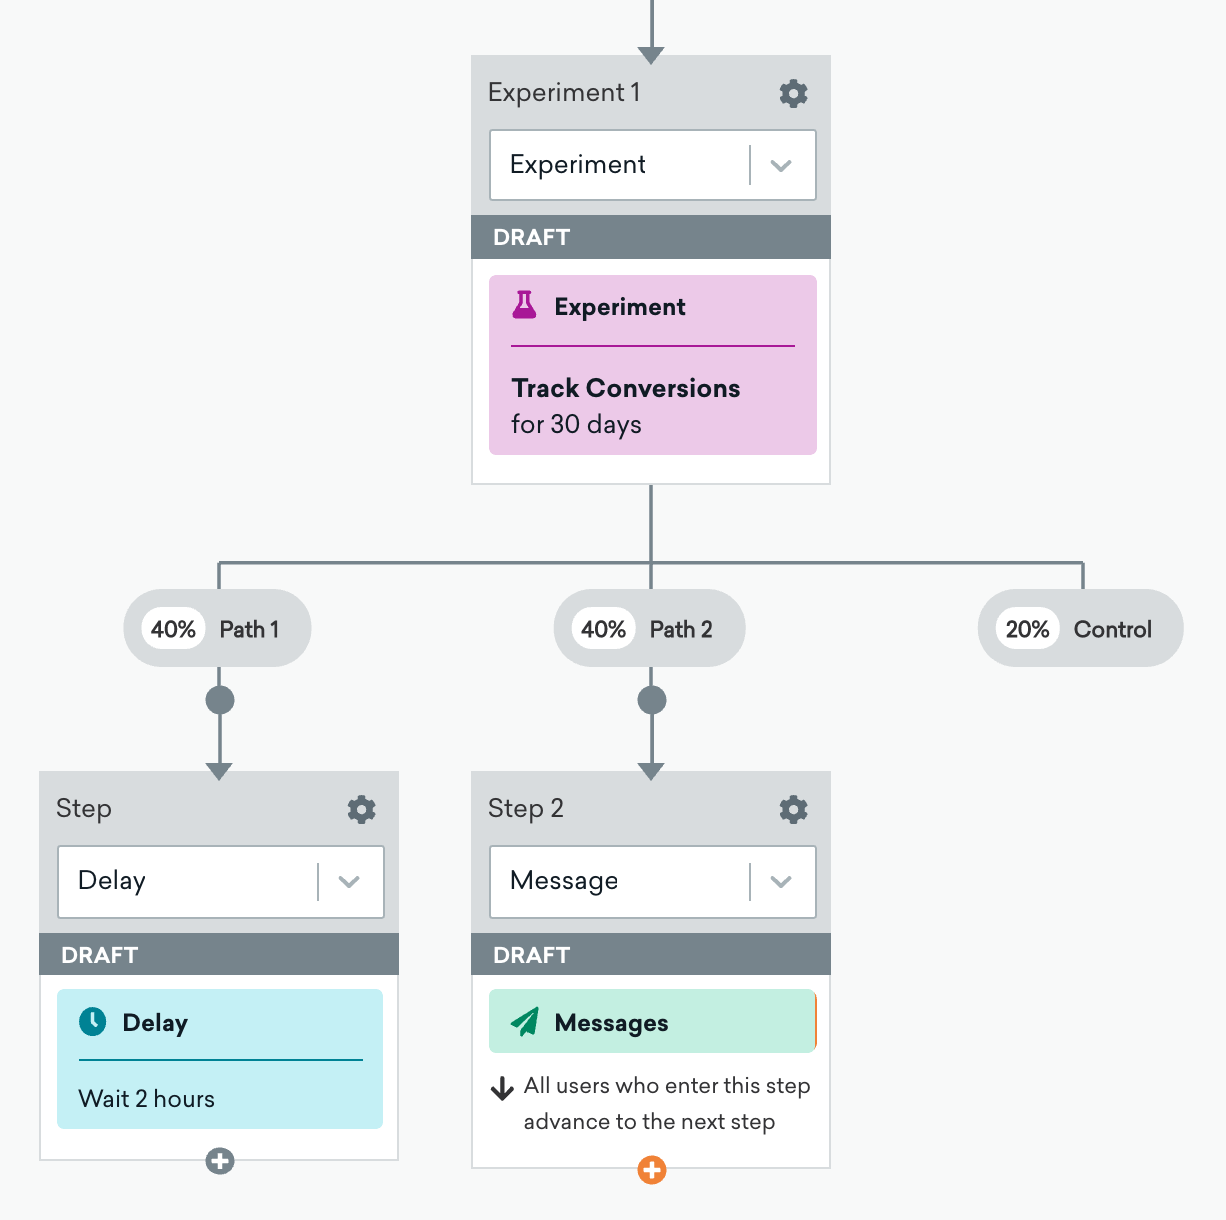 Experiment 1
Experiment
DRAFT
Experiment
Track Conversions
for 30 days
40% Path 1
40% Path 2
20% Control
Step
Delay
DRAFT
Delay
Wait 2 hours
Step 2
Message
DRAFT
Messages
All users who enter this step
advance to the next step